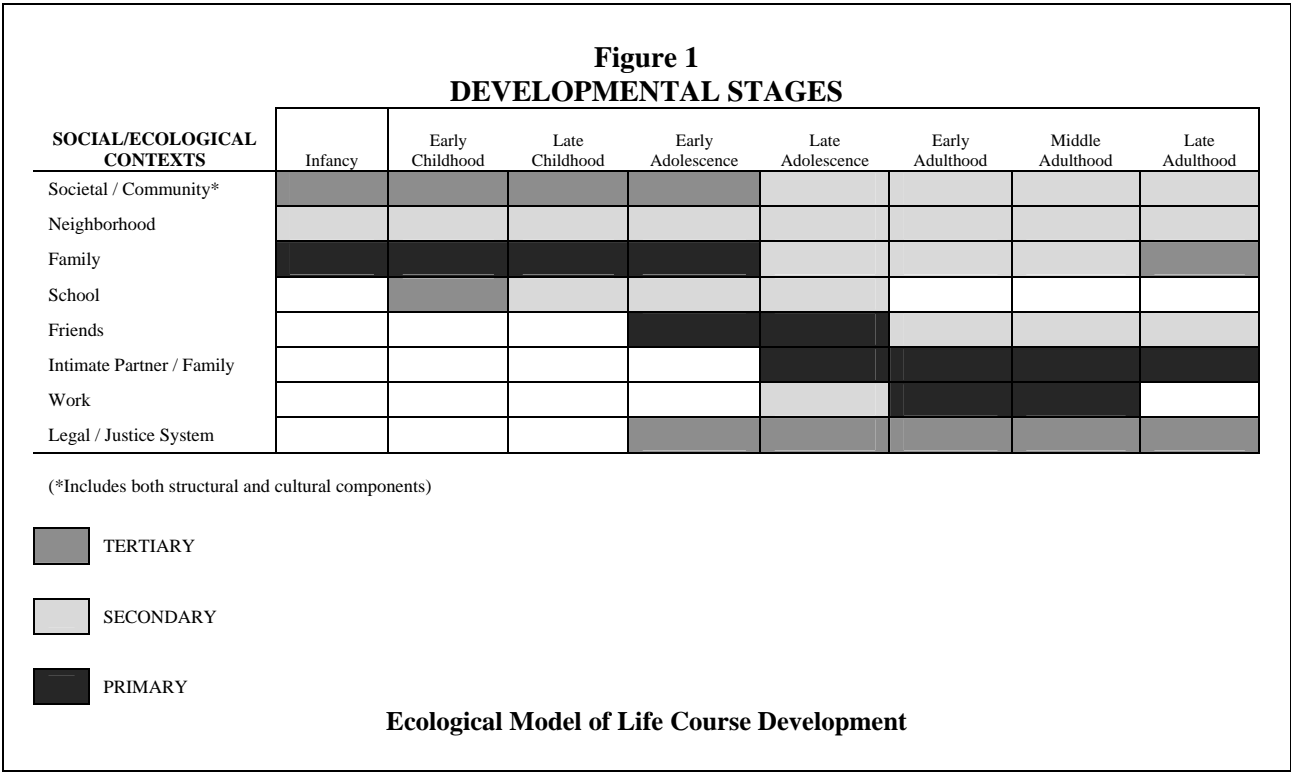 Figure 1
DEVELOPMENTAL STAGES
SOCIAL/ECOLOGICAL
CONTEXTS
Infancy
Early
Childhood
Late
Childhood
Early
Adolescence
Late
Adolescence
Early
Adulthood
Middle
Adulthood
Late
Adulthood
Societal / Community*
Neighborhood
Family
School
Friends
Intimate Partner / Family
Work
Legal / Justice System
(*Includes both structural and cultural components)
TERTIARY
SECONDARY
PRIMARY
Ecological Model of Life Course Development